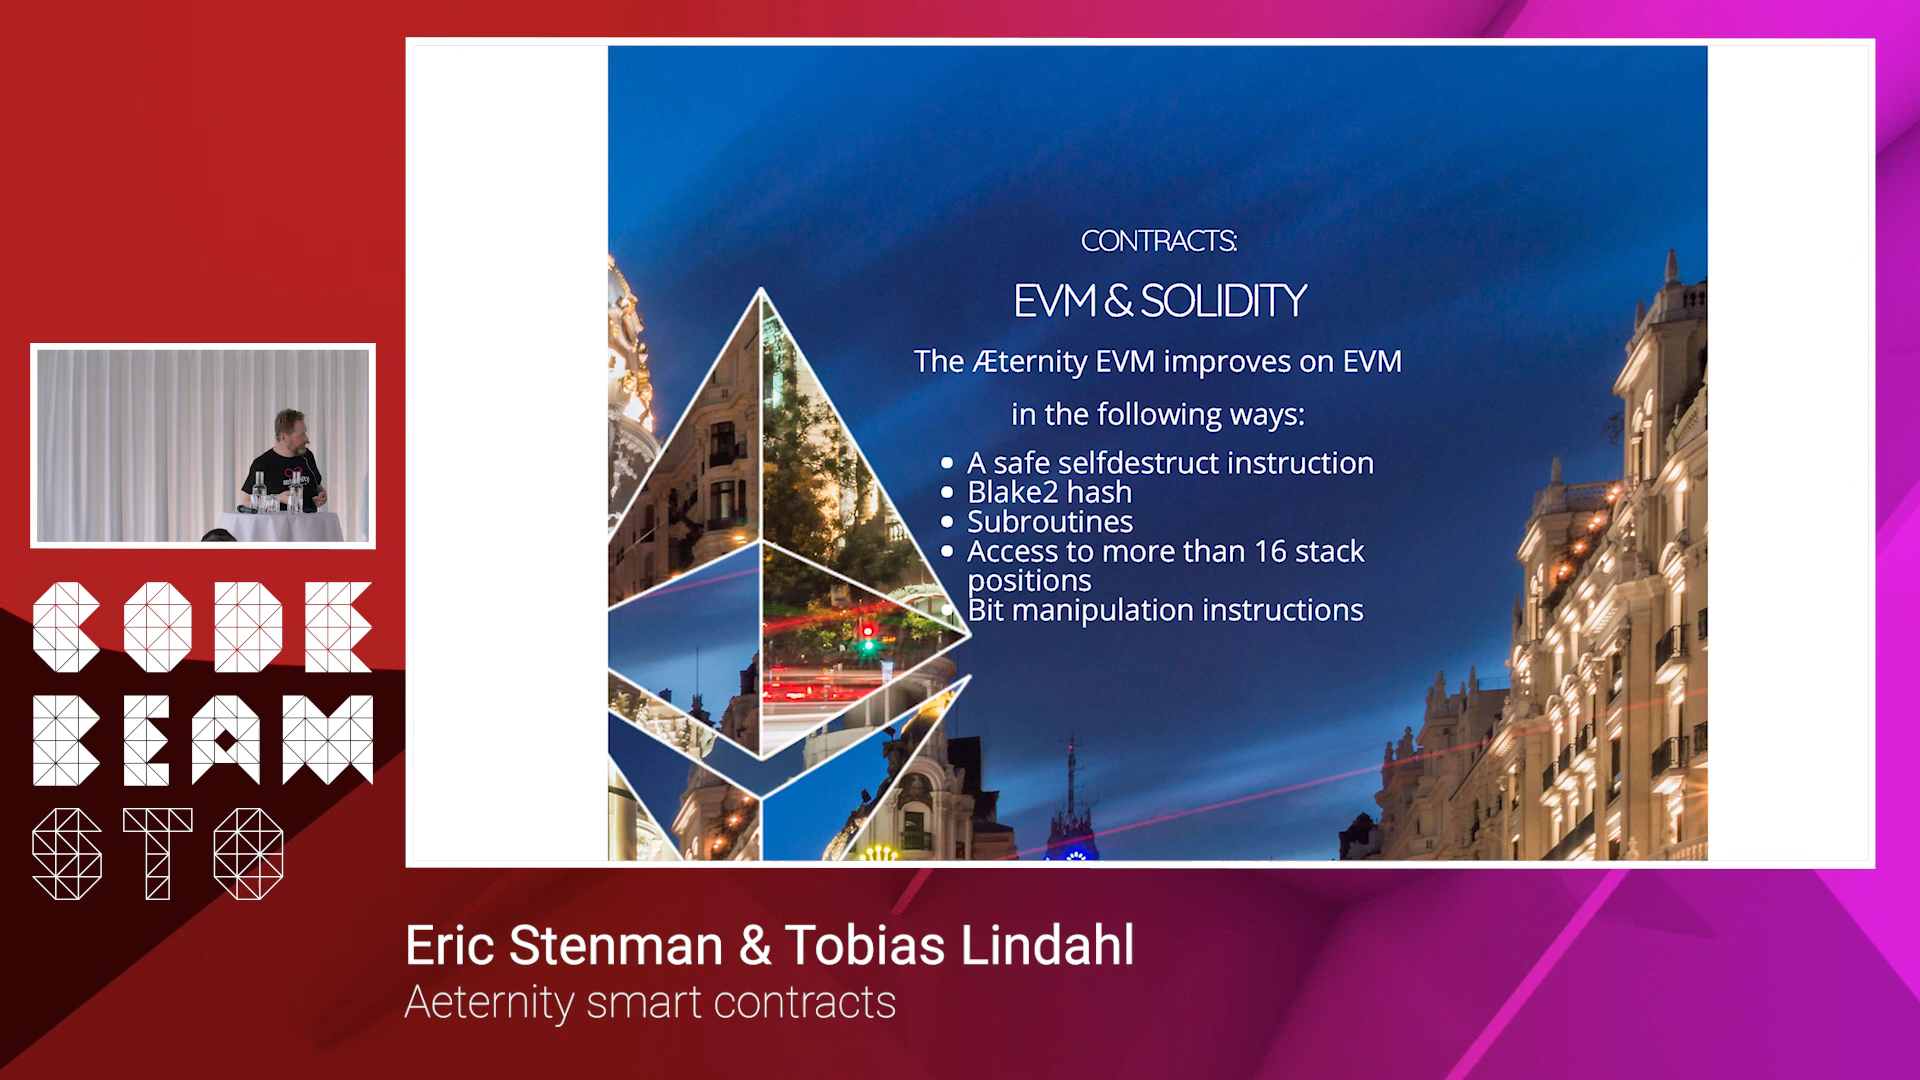 CONTRACTS:
EVM & SOLIDITY
The Æternity EVM improves on EVM
in the following ways:
• A safe selfdestruct instruction
• Blake2 hash
• Subroutines
• Access to more than 16 stack
positions
• Bit manipulation instructions
CODE
BEAM
STO
Eric Stenman & Tobias Lindahl
Aeternity smart contracts